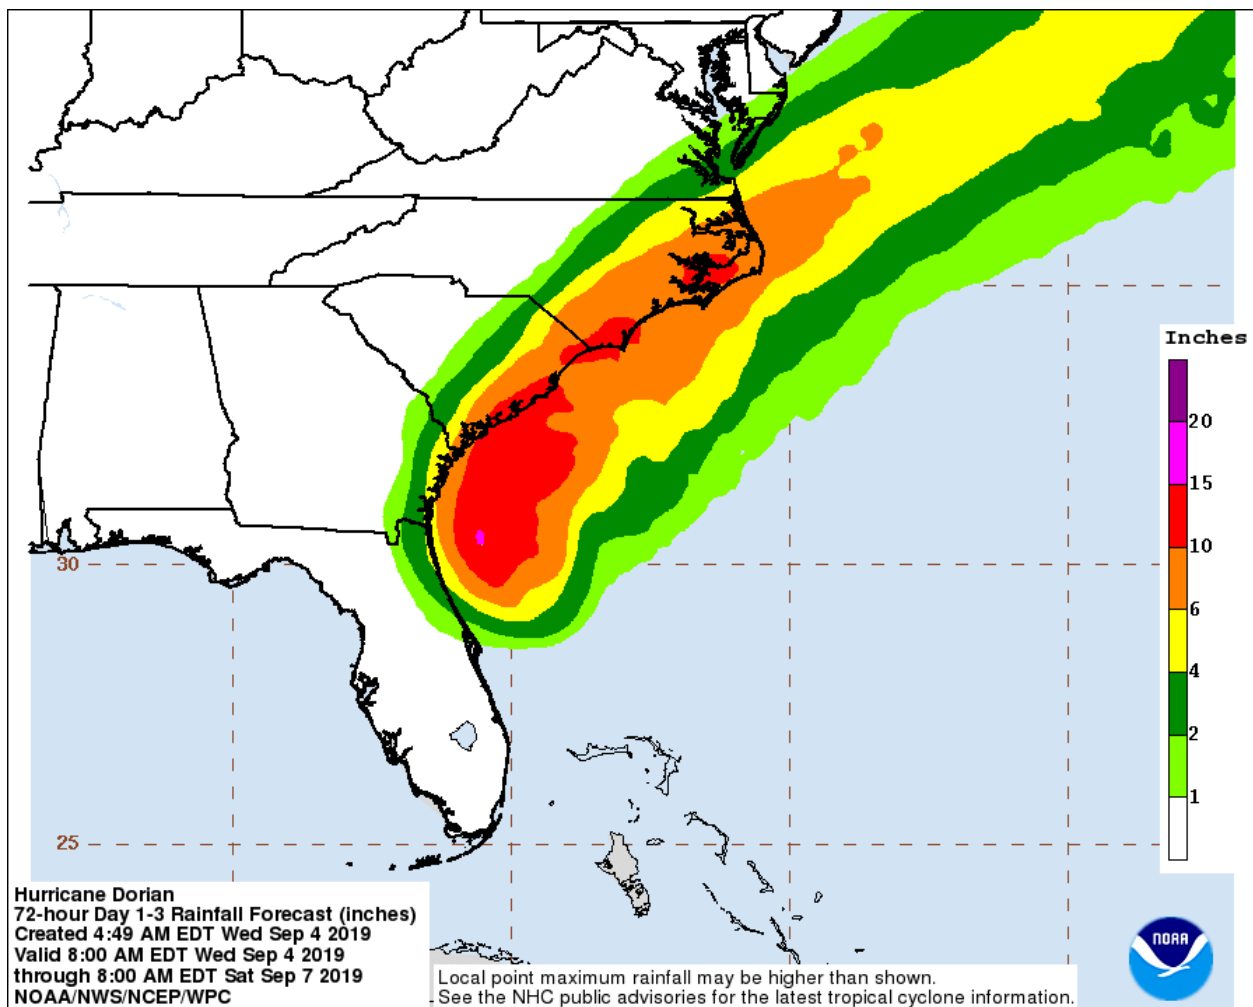 Inches
20
15
10
6
4
2
1
30
25
Hurricane Dorian
72-hour Day 1-3 Rainfall Forecast (inches)
Created 4:49 AM EDT Wed Sep 4 2019
Valid 8:00 AM EDT Wed Sep 4 2019
through 8:00 AM EDT Sat Sep 7 2019
NOAA/NWS/NCEP/WPC
Local point maximum rainfall may be higher than shown.
See the NHC public advisories for the latest tropical cyclone information.
NOAA